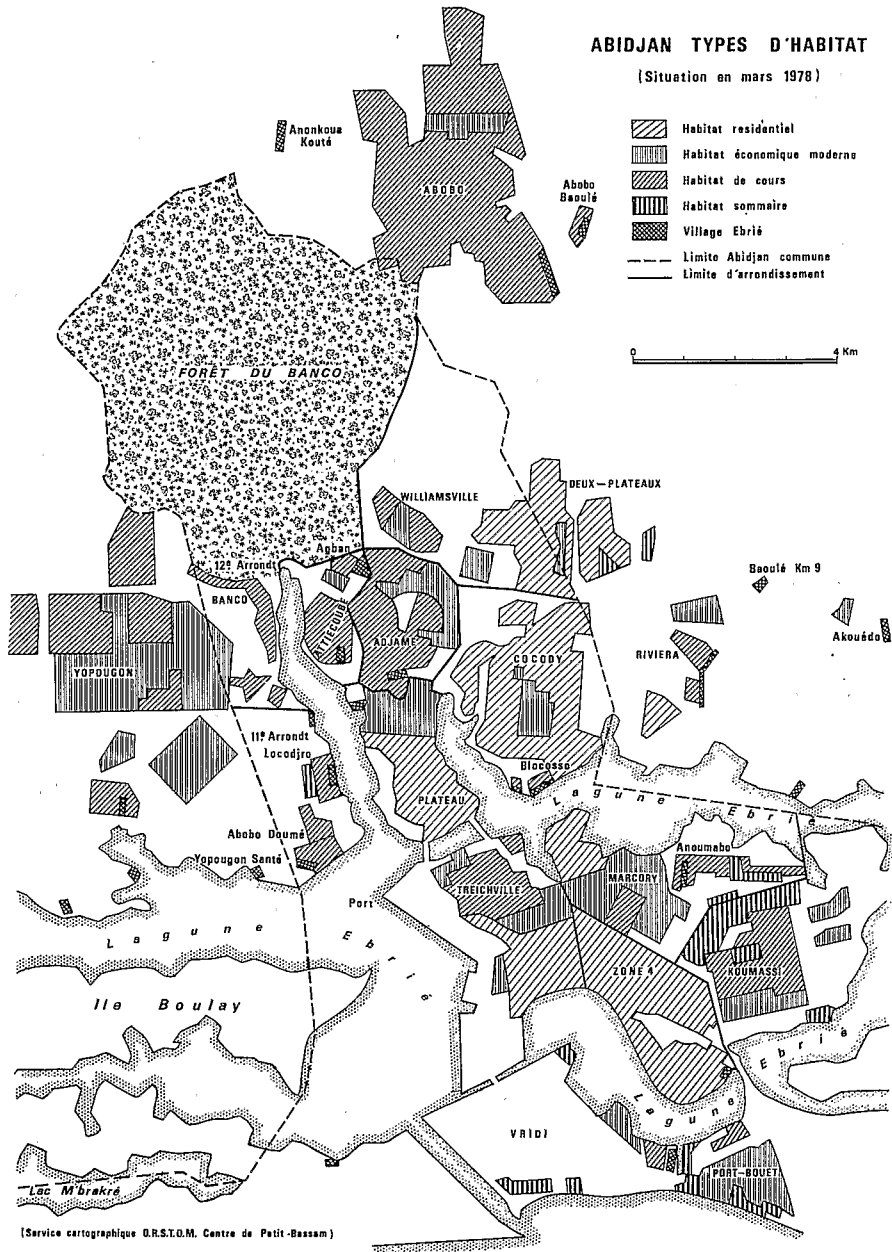 ABIDJAN TYPES D'HABITAT
(Situation en mars 1978)
Habitat residentiel
Habitat économique moderne
Habitat de cours
Habitat sommaire
Village Ebrié
Limite Abidjan commune
Limite d'arrondissement
0 4 Km
Anonkoua
Kouté
ABOBO
Abobo
Baoulé
FORÊT DU BANCO
WILLIAMSVILLE
DEUX-PLATEAUX
Agban
12e Arrondt
BANCO
Baoulé Km 9
ATTIECOUBE
ADJAME
COCODY
RIVIERA
Akouédo
YOPOUGON
11e Arrondt
Locodjro
Blocosso
PLATEAU
Lagune Ebrié
Abobo Doumé
Yopougon Santé
Anoumabo
TREICHVILLE
MARCORY
Port
Lagune Ebrié
ZONE 4
KOUMASSI
Ile Boulay
Lagune Ebrié
VRIDI
PORT-BOUET
Lac M'brakré
(Service cartographique O.R.S.T.O.M. Centre de Petit-Bassam)